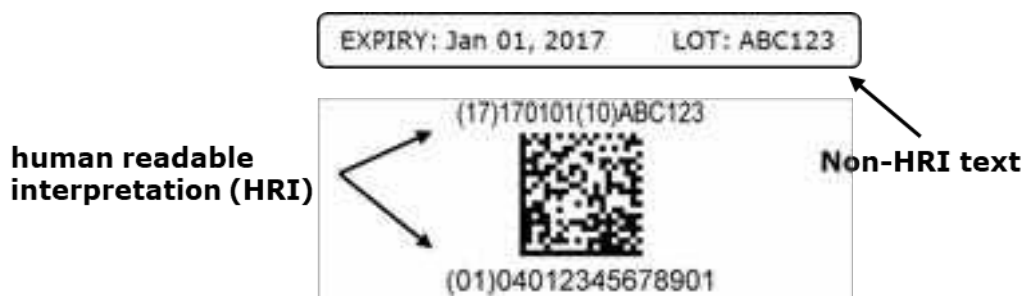 EXPIRY: Jan 01, 2017 LOT: ABC123
(17)170101(10)ABC123
human readable
interpretation (HRI)
Non-HRI text
(01)04012345678901